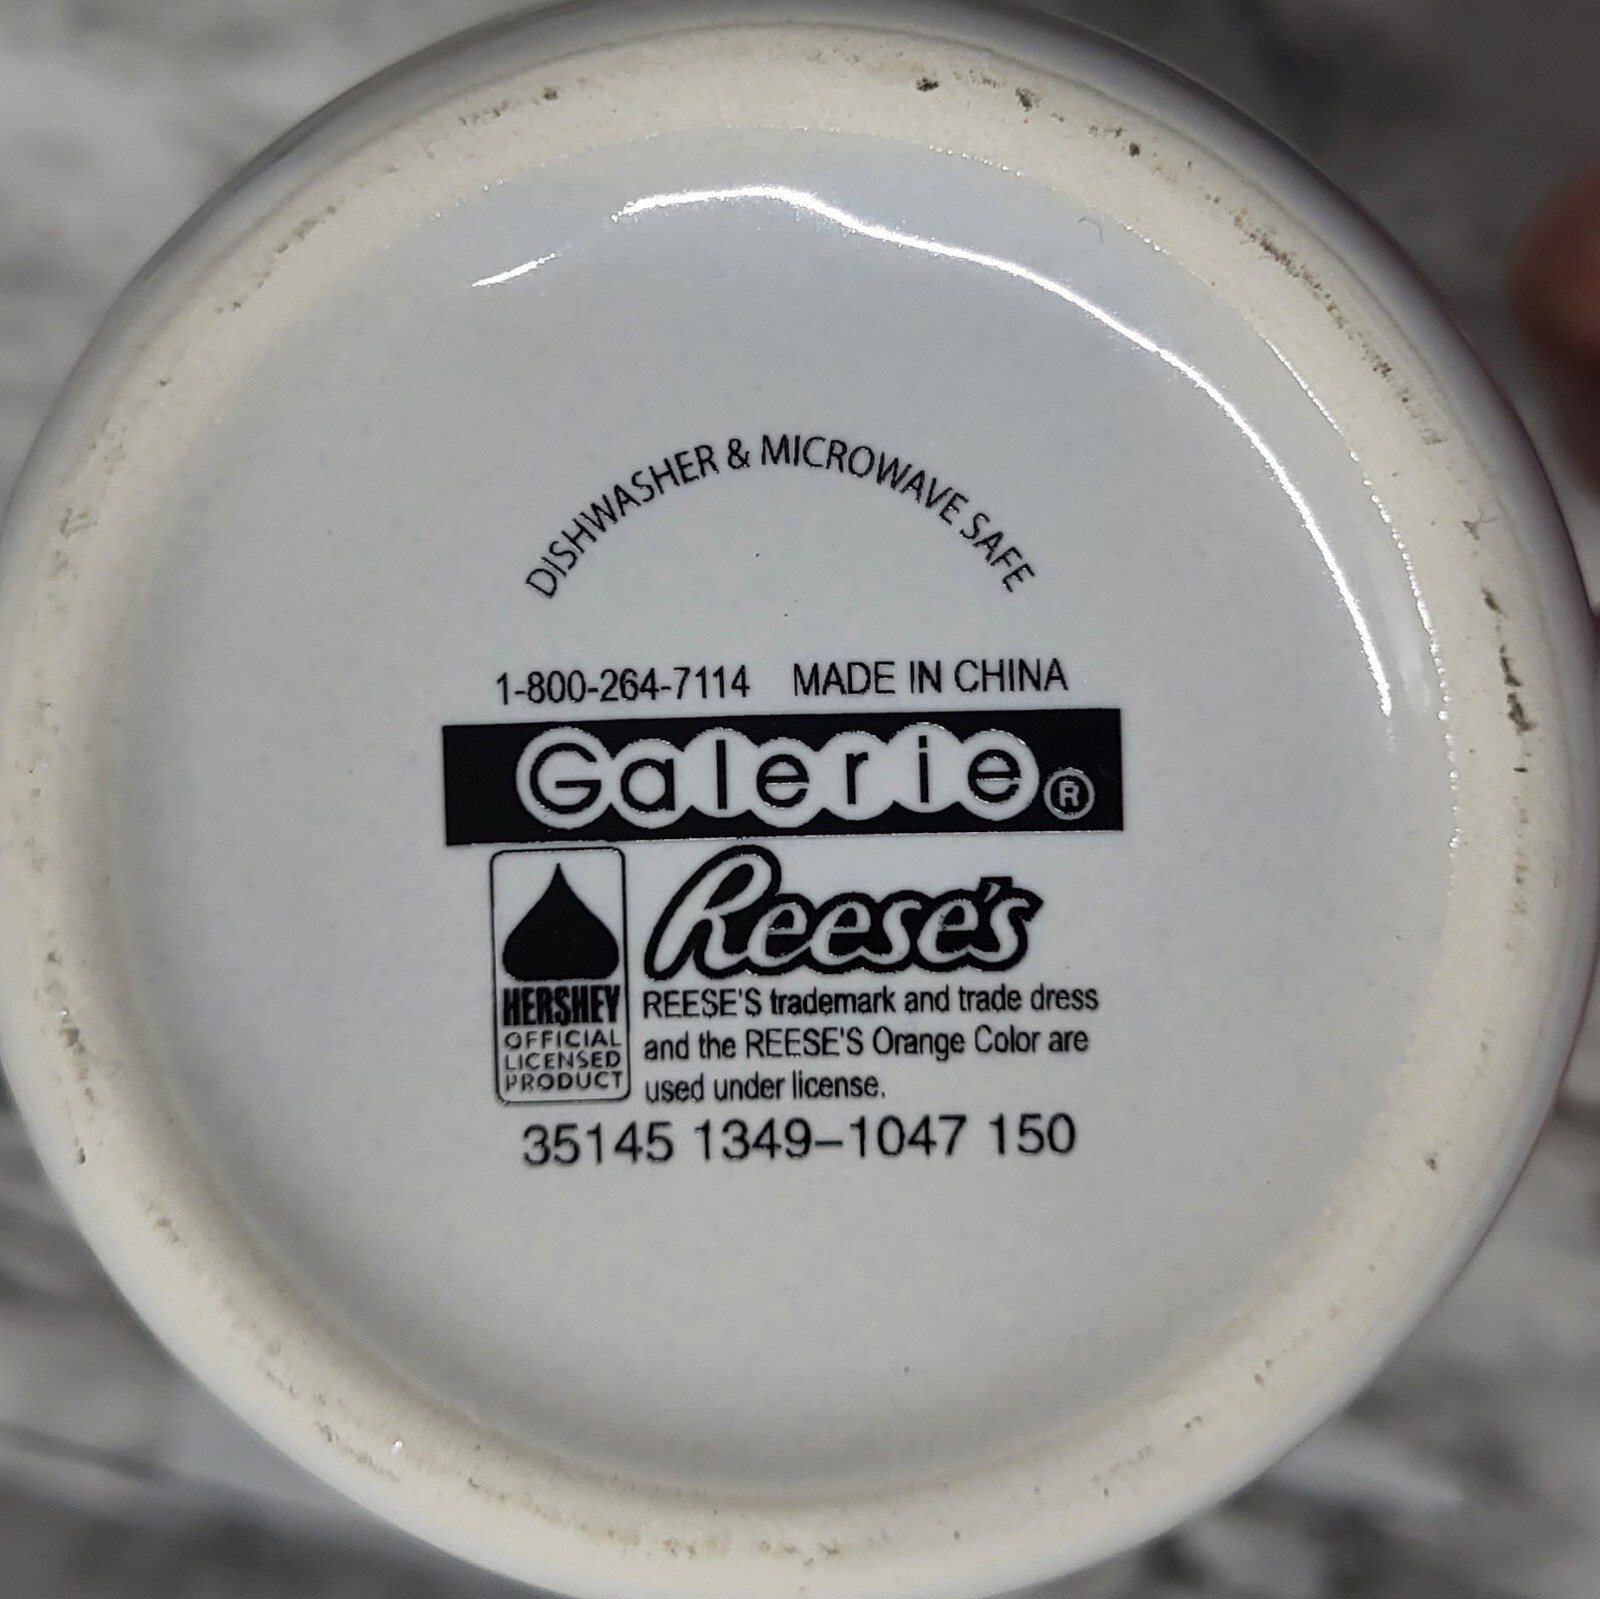 DISHWASHER & MICROWAVE SAFE
1-800-264-7114 MADE IN CHINA
Galerie®
Reese's
HERSHEY
OFFICIAL
LICENSED
PRODUCT
REESE'S trademark and trade dress
and the REESE'S Orange Color are
used under license.
35145 1349-1047 150